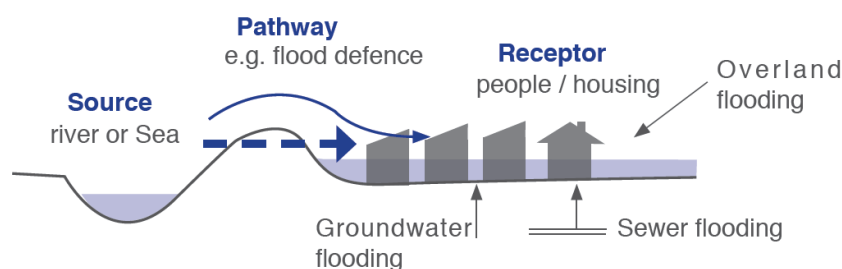 Pathway
e.g. flood defence
Receptor
people / housing
Source
river or Sea
Overland
flooding
Groundwater
flooding
Sewer flooding